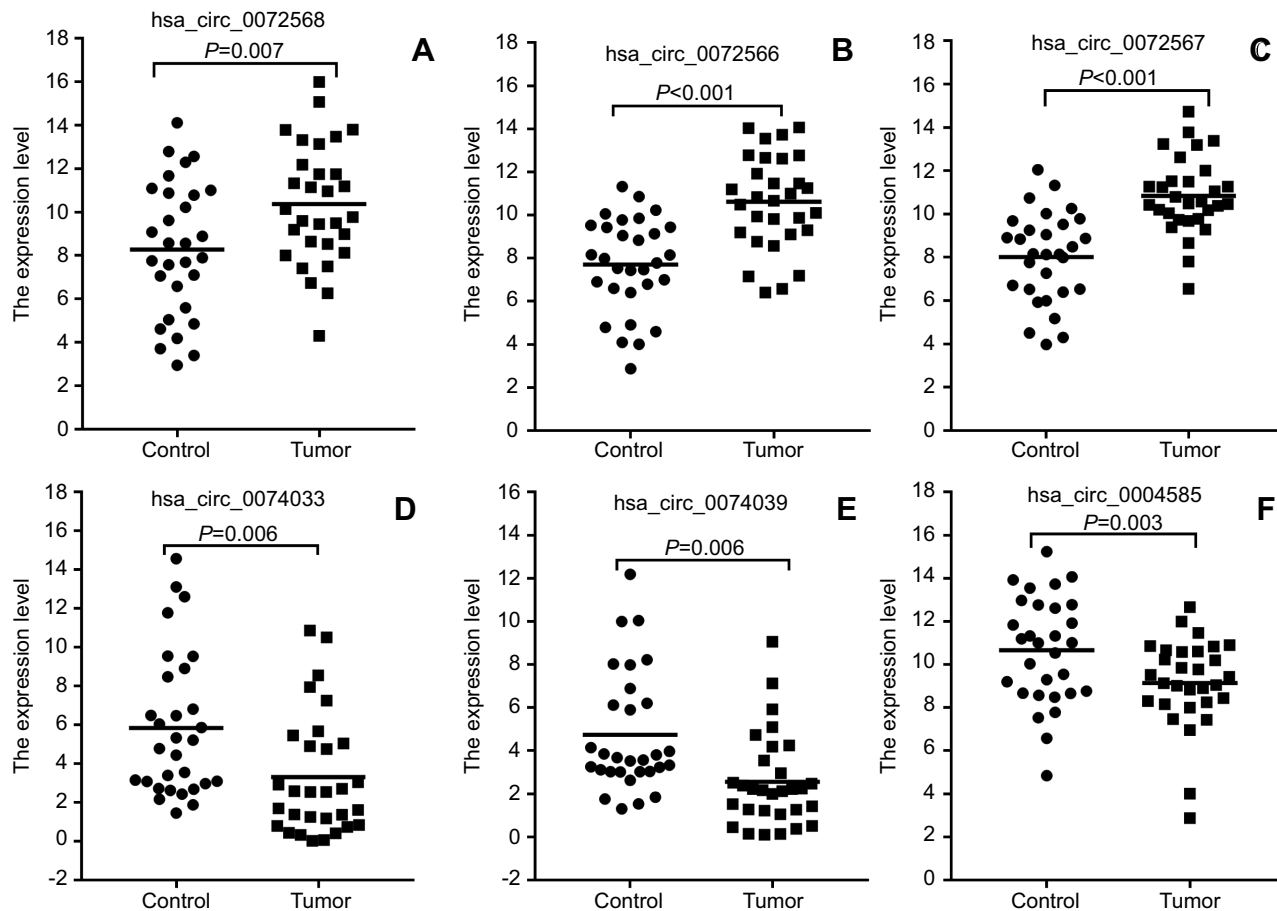 hsa_circ_0072568
A
P=0.007
The expression level
18
16
14
12
10
8
6
4
2
0
Control Tumor
hsa_circ_0072566
B
P<0.001
The expression level
18
16
14
12
10
8
6
4
2
0
Control Tumor
hsa_circ_0072567
C
P<0.001
The expression level
18
16
14
12
10
8
6
4
2
0
Control Tumor
hsa_circ_0074033
D
P=0.006
The expression level
18
16
14
12
10
8
6
4
2
0
-2
Control Tumor
hsa_circ_0074039
E
P=0.006
The expression level
16
14
12
10
8
6
4
2
0
-2
Control Tumor
hsa_circ_0004585
F
P=0.003
The expression level
18
16
14
12
10
8
6
4
2
0
Control Tumor